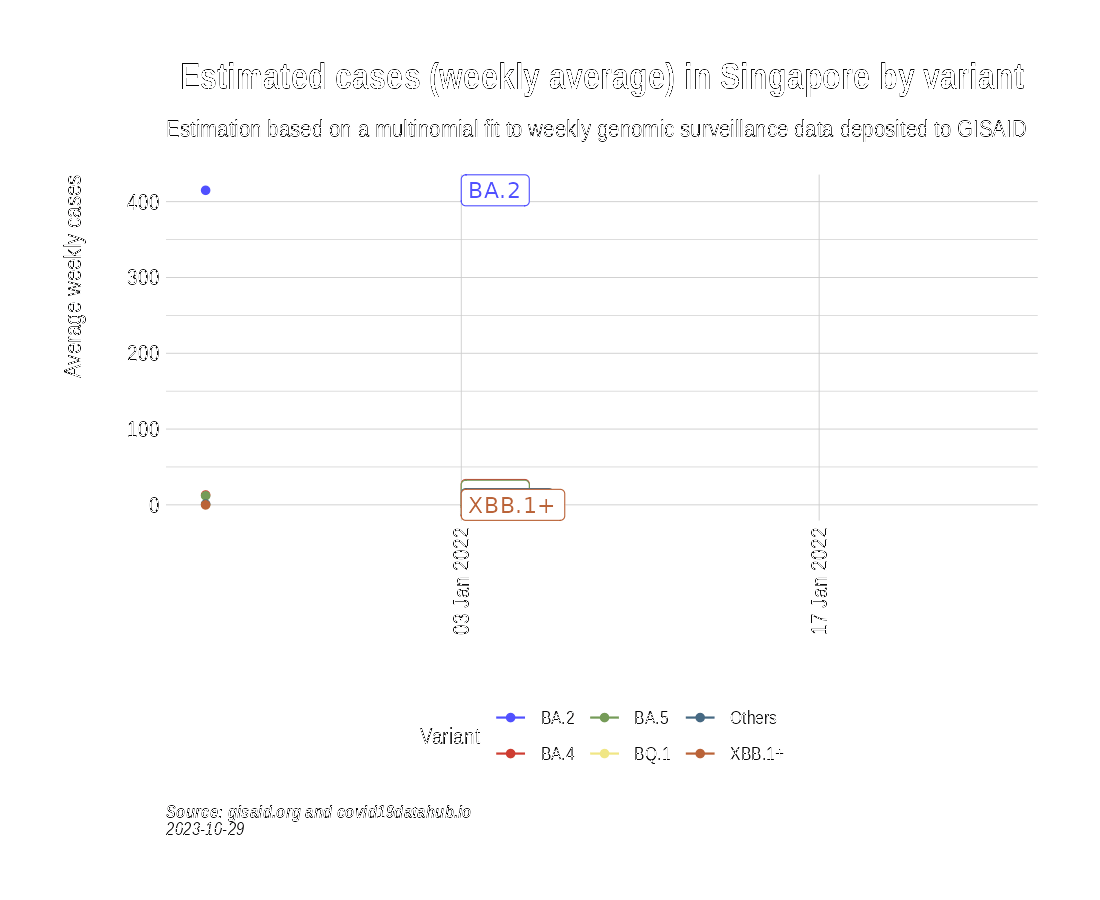 Estimated cases (weekly average) in Singapore by variant
Estimation based on a multinomial fit to weekly genomic surveillance data deposited to GISAID
Average weekly cases
400
300
200
100
0
BA.2
XBB.1+
03 Jan 2022
17 Jan 2022
Variant
BA.2
BA.5
Others
BA.4
BQ.1
XBB.1+
Source: gisaid.org and covid19datahub.io
2023-10-29